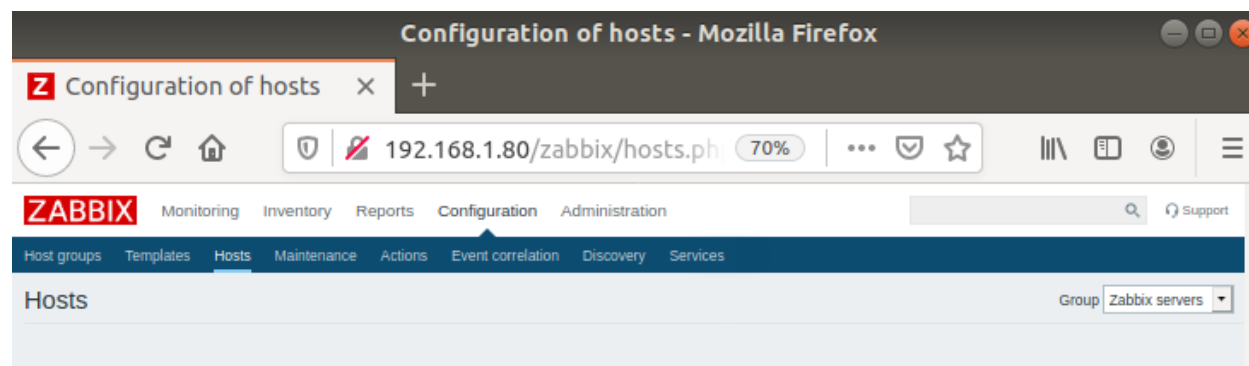 Configuration of hosts - Mozilla Firefox
Z Configuration of hosts
192.168.1.80/zabbix/hosts.ph 70%
ZABBIX Monitoring Inventory Reports Configuration Administration Support
Host groups Templates Hosts Maintenance Actions Event correlation Discovery Services
Hosts Group Zabbix servers